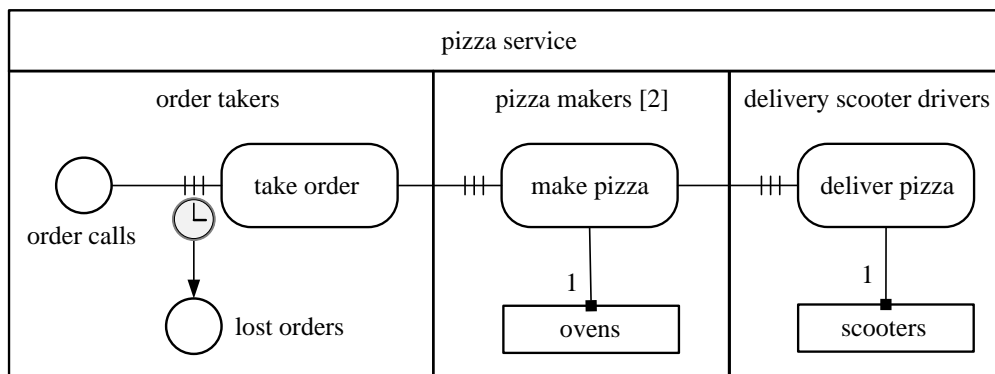 pizza service
order takers
pizza makers [2]
delivery scooter drivers
take order
make pizza
deliver pizza
order calls
1
1
lost orders
ovens
scooters